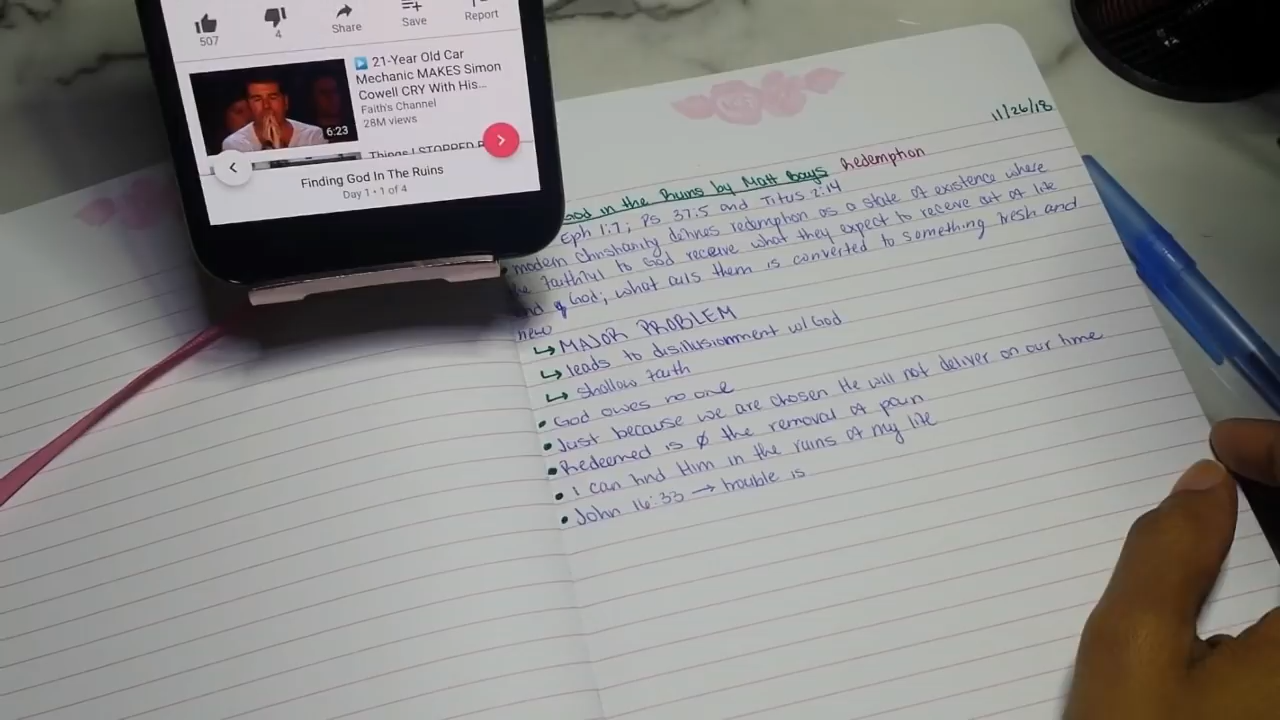 507
4
Share
Save
Report
21-Year Old Car
Mechanic MAKES Simon
Cowell CRY With His...
Faith's Channel
28M views
6:23
Things I STOPPED
Finding God In The Ruins
Day 1 • 1 of 4
11/26/18
God in the Ruins by Matt Bays Redemption
Eph 1:7; Ps 37:5 and Titus 2:14
modern christianity defines redemption as a state of existence where
the faithful to God receive what they expect to receive out of life
and God; what ails them is converted to something fresh and
new
↳ MAJOR PROBLEM
↳ leads to disillusionment w/ God
↳ shallow faith
• God owes no one
• Just because we are chosen He will not deliver on our time
• Redeemed is ∅ the removal of pain
• I can find Him in the ruins of my life
• John 16:33 → trouble is